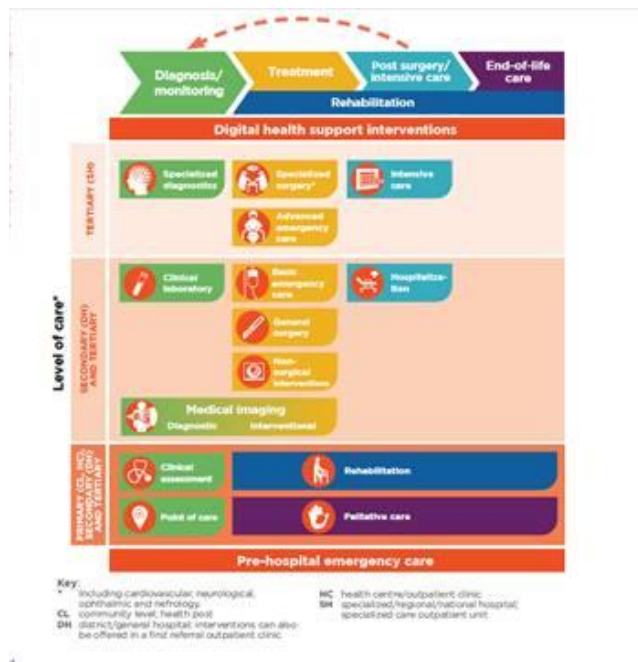 Diagnosis/
monitoring
Treatment
Post surgery/
intensive care
End-of-life
care
Rehabilitation
Digital health support interventions
Level of care*
TERTIARY (SH)
Specialized
diagnostics
Specialized
surgery*
Intensive
care
Advanced
emergency
care
SECONDARY (DH)
AND TERTIARY
Clinical
laboratory
Basic
emergency
care
Hospitaliza-
tion
General
surgery
Non-
surgical
interventions
Medical imaging
Diagnostic Interventional
PRIMARY (CL, HC),
SECONDARY (DH)
AND TERTIARY
Clinical
assessment
Rehabilitation
Point of care
Palliative care
Pre-hospital emergency care
Key:
* including cardiovascular, neurological,
ophthalmic and nefrology.
CL community level, health post
DH district/general hospital; interventions can also
be offered in a first referral outpatient clinic
HC health centre/outpatient clinic
SH specialized/regional/national hospital;
specialized care outpatient unit